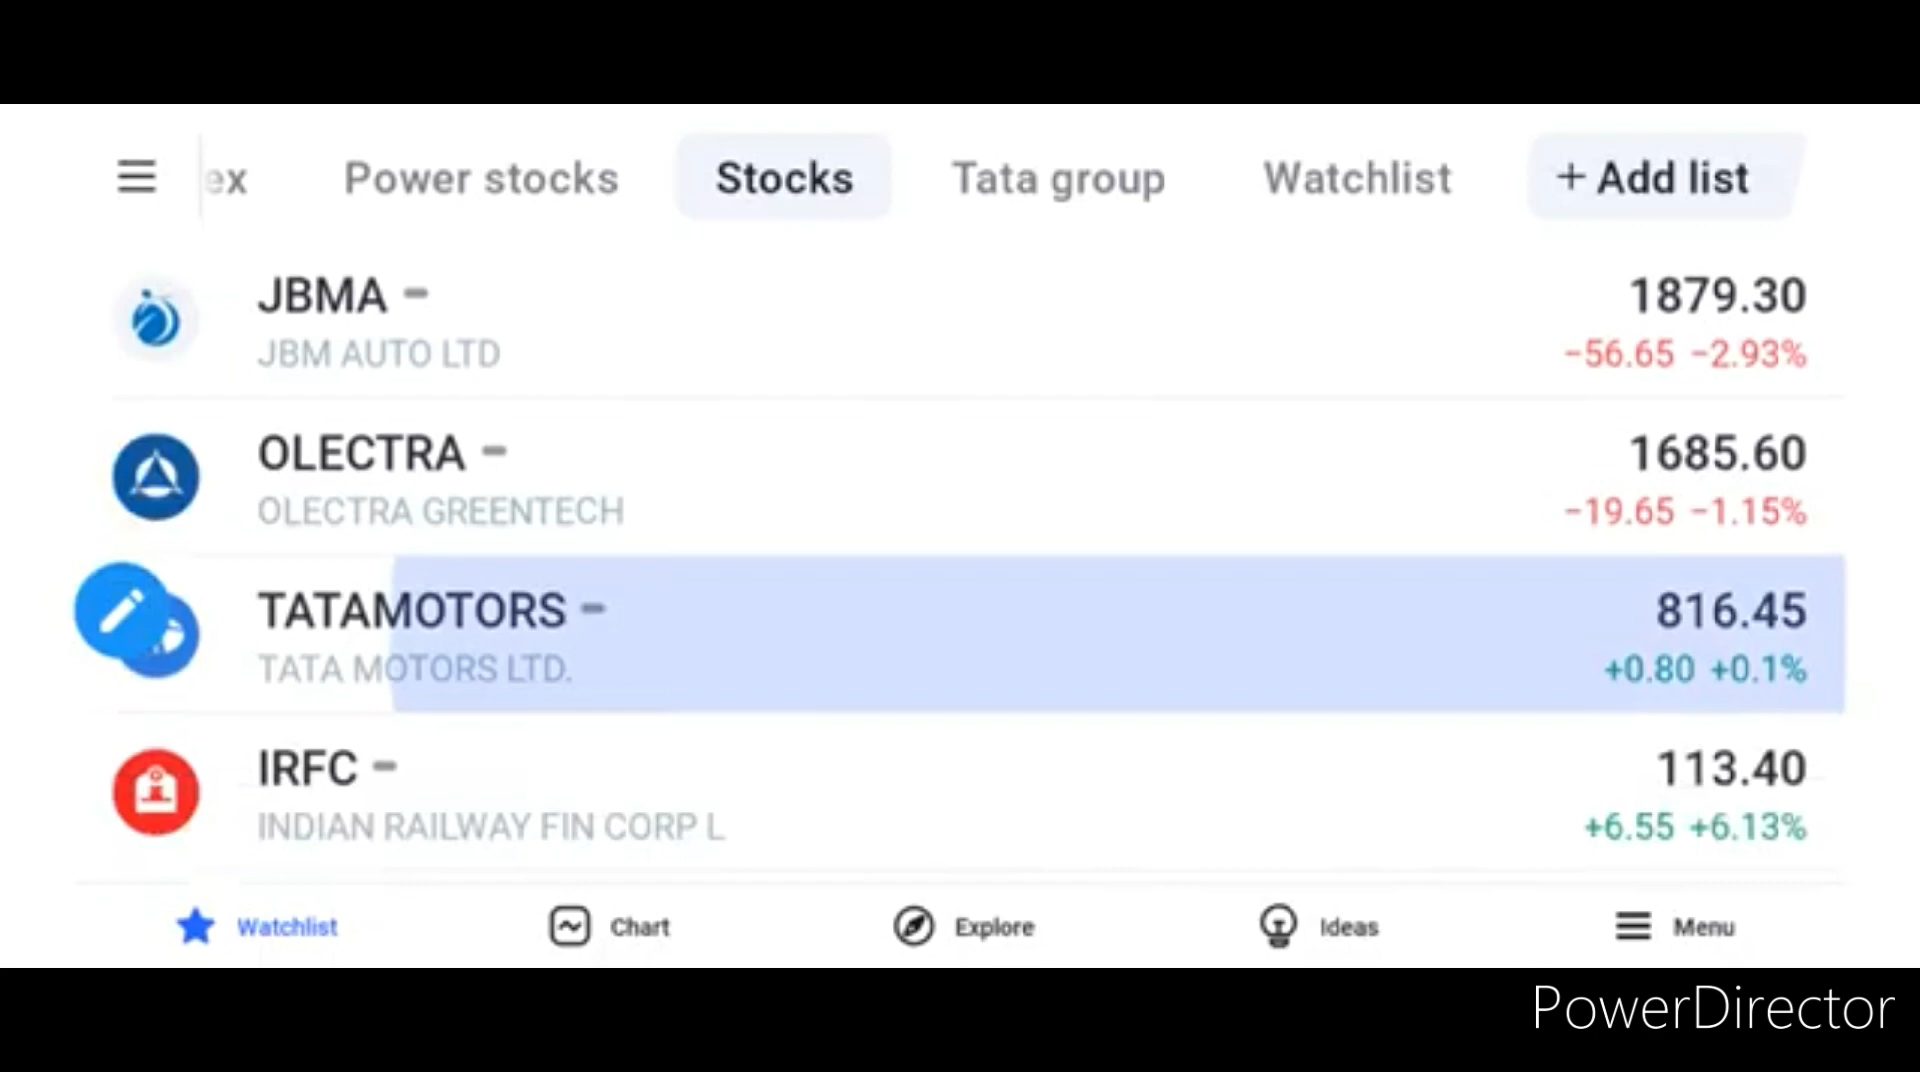 ex Power stocks Stocks Tata group Watchlist + Add list
JBMA 1879.30
JBM AUTO LTD −56.65 −2.93%
OLECTRA 1685.60
OLECTRA GREENTECH −19.65 −1.15%
TATAMOTORS 816.45
TATA MOTORS LTD. +0.80 +0.1%
IRFC 113.40
INDIAN RAILWAY FIN CORP L +6.55 +6.13%
Watchlist Chart Explore Ideas Menu
PowerDirector